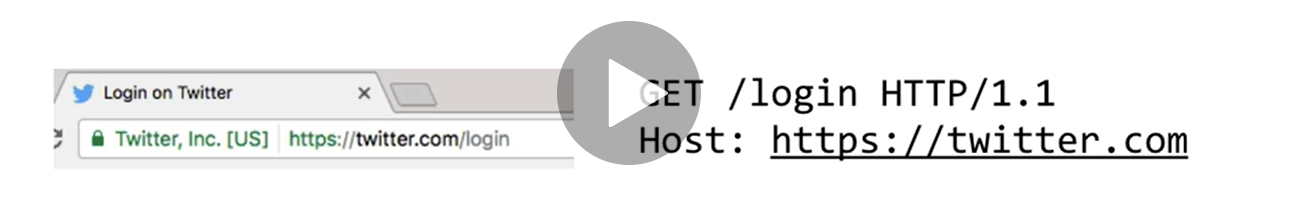 Login on Twitter
Twitter, Inc. [US] https://twitter.com/login
GET /login HTTP/1.1
Host: https://twitter.com